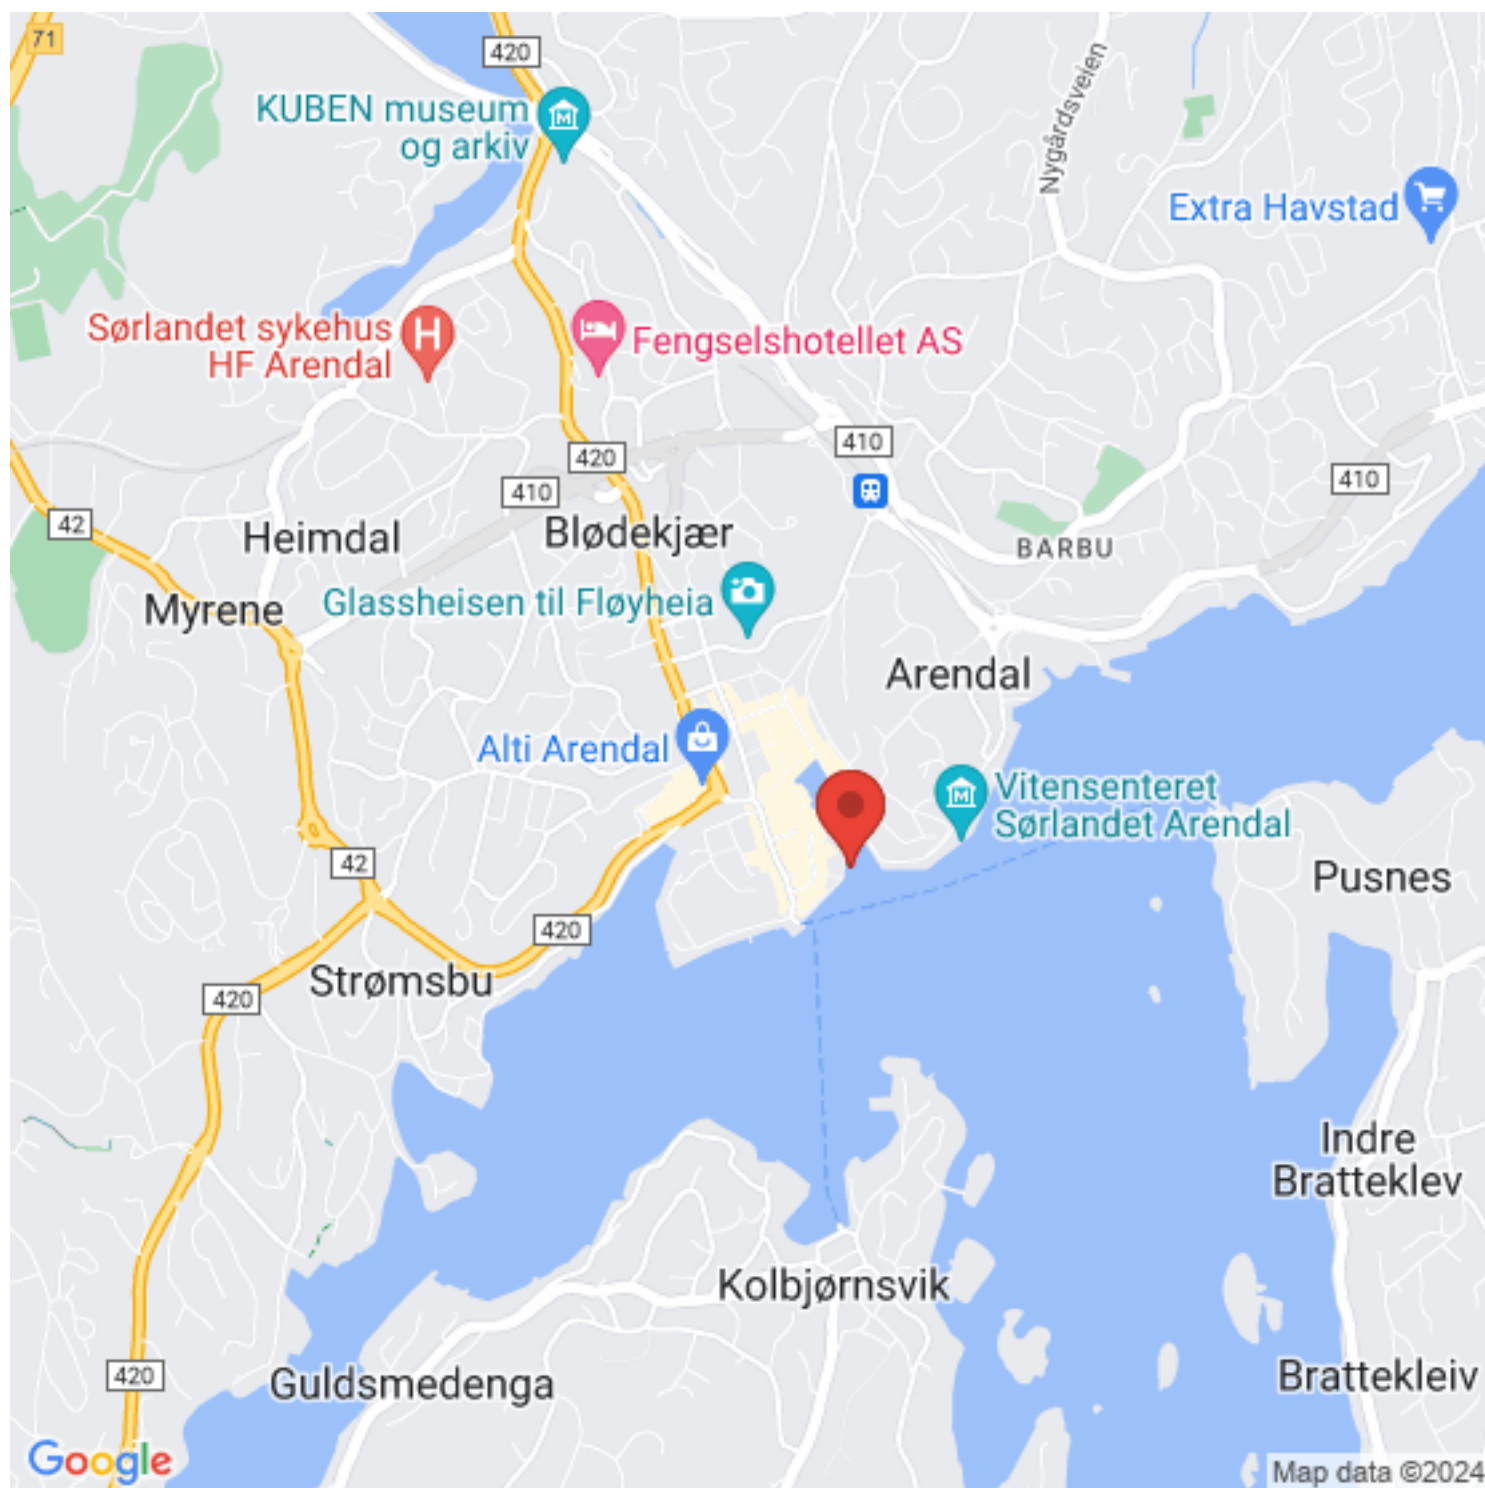 71
420
KUBEN museum
og arkiv
Nygårdsveien
Extra Havstad
Sørlandet sykehus
HF Arendal
Fengselshotellet AS
420
410
410
410
42
Heimdal
Blødekjær
BARBU
Myrene
Glassheisen til Fløyheia
Arendal
Alti Arendal
Vitensenteret
Sørlandet Arendal
42
Pusnes
420
Strømsbu
420
Indre
Bratteklev
Kolbjørnsvik
420
Guldsmedenga
Brattekleiv
Google
Map data ©2024